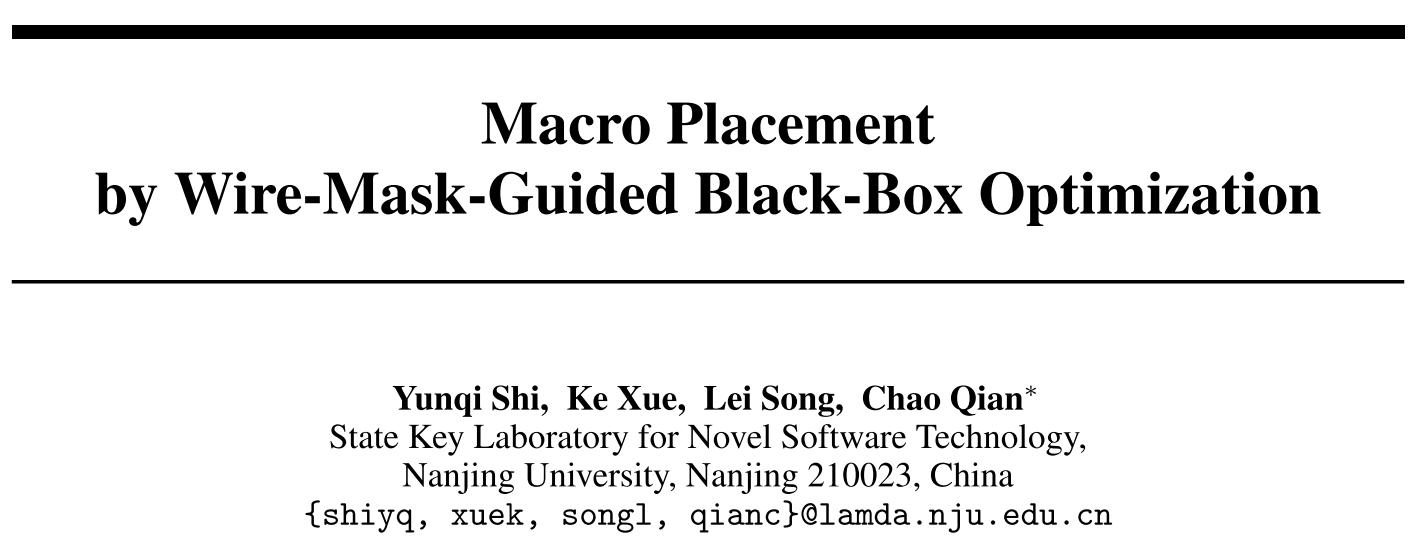 Macro Placement
by Wire-Mask-Guided Black-Box Optimization
Yunqi Shi, Ke Xue, Lei Song, Chao Qian*
State Key Laboratory for Novel Software Technology,
Nanjing University, Nanjing 210023, China
{shiyq, xuek, songl, qianc}@lamda.nju.edu.cn